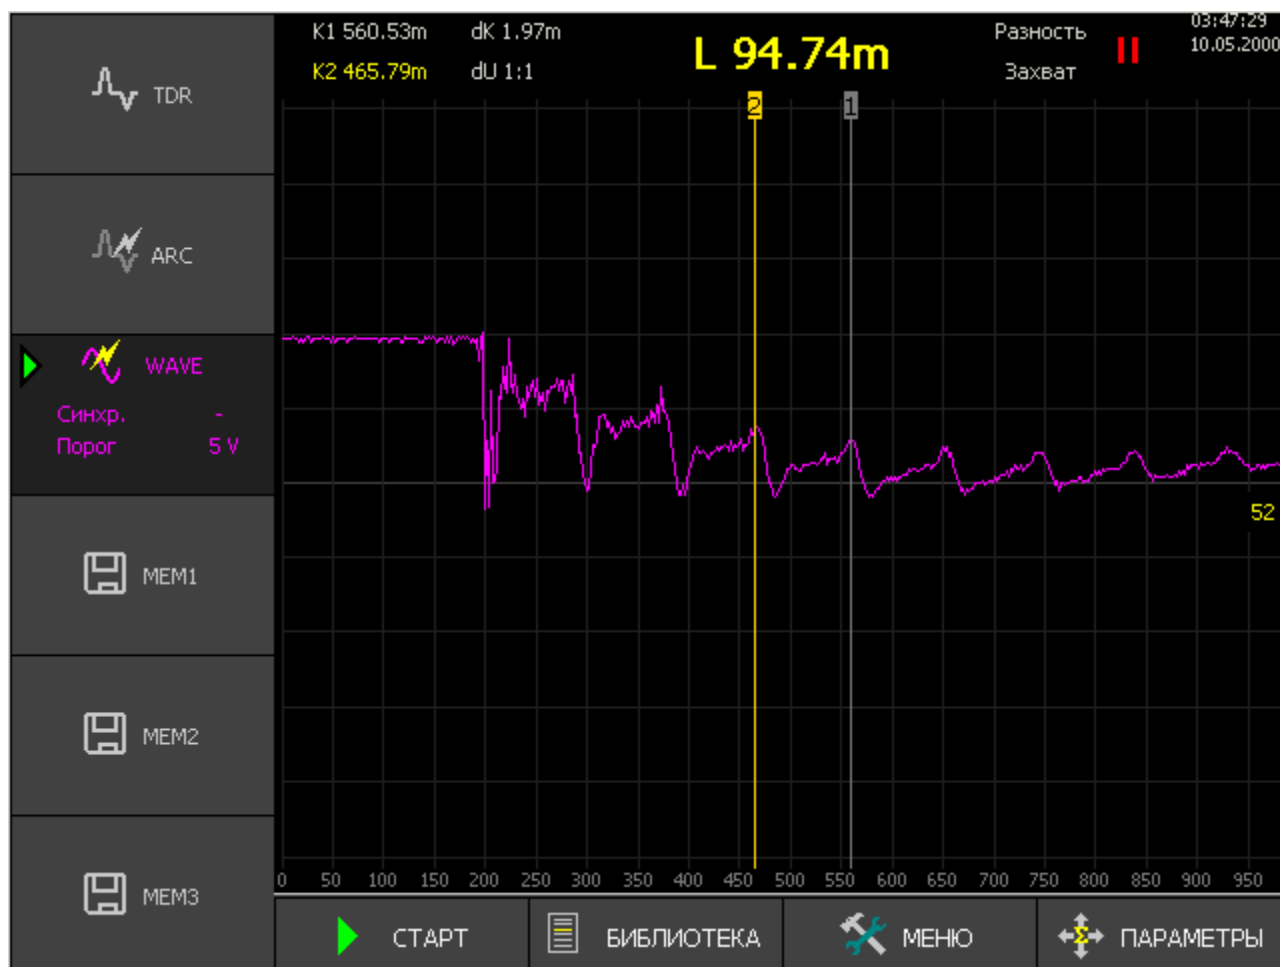 K1 560.53m dK 1.97m
K2 465.79m dU 1:1
L 94.74m
Разность
Захват
03:47:29
10.05.2000
TDR
ARC
WAVE
Синхр. -
Порог 5 V
MEM1
MEM2
MEM3
2 1
52
0 50 100 150 200 250 300 350 400 450 500 550 600 650 700 750 800 850 900 950
СТАРТ БИБЛИОТЕКА МЕНЮ ПАРАМЕТРЫ